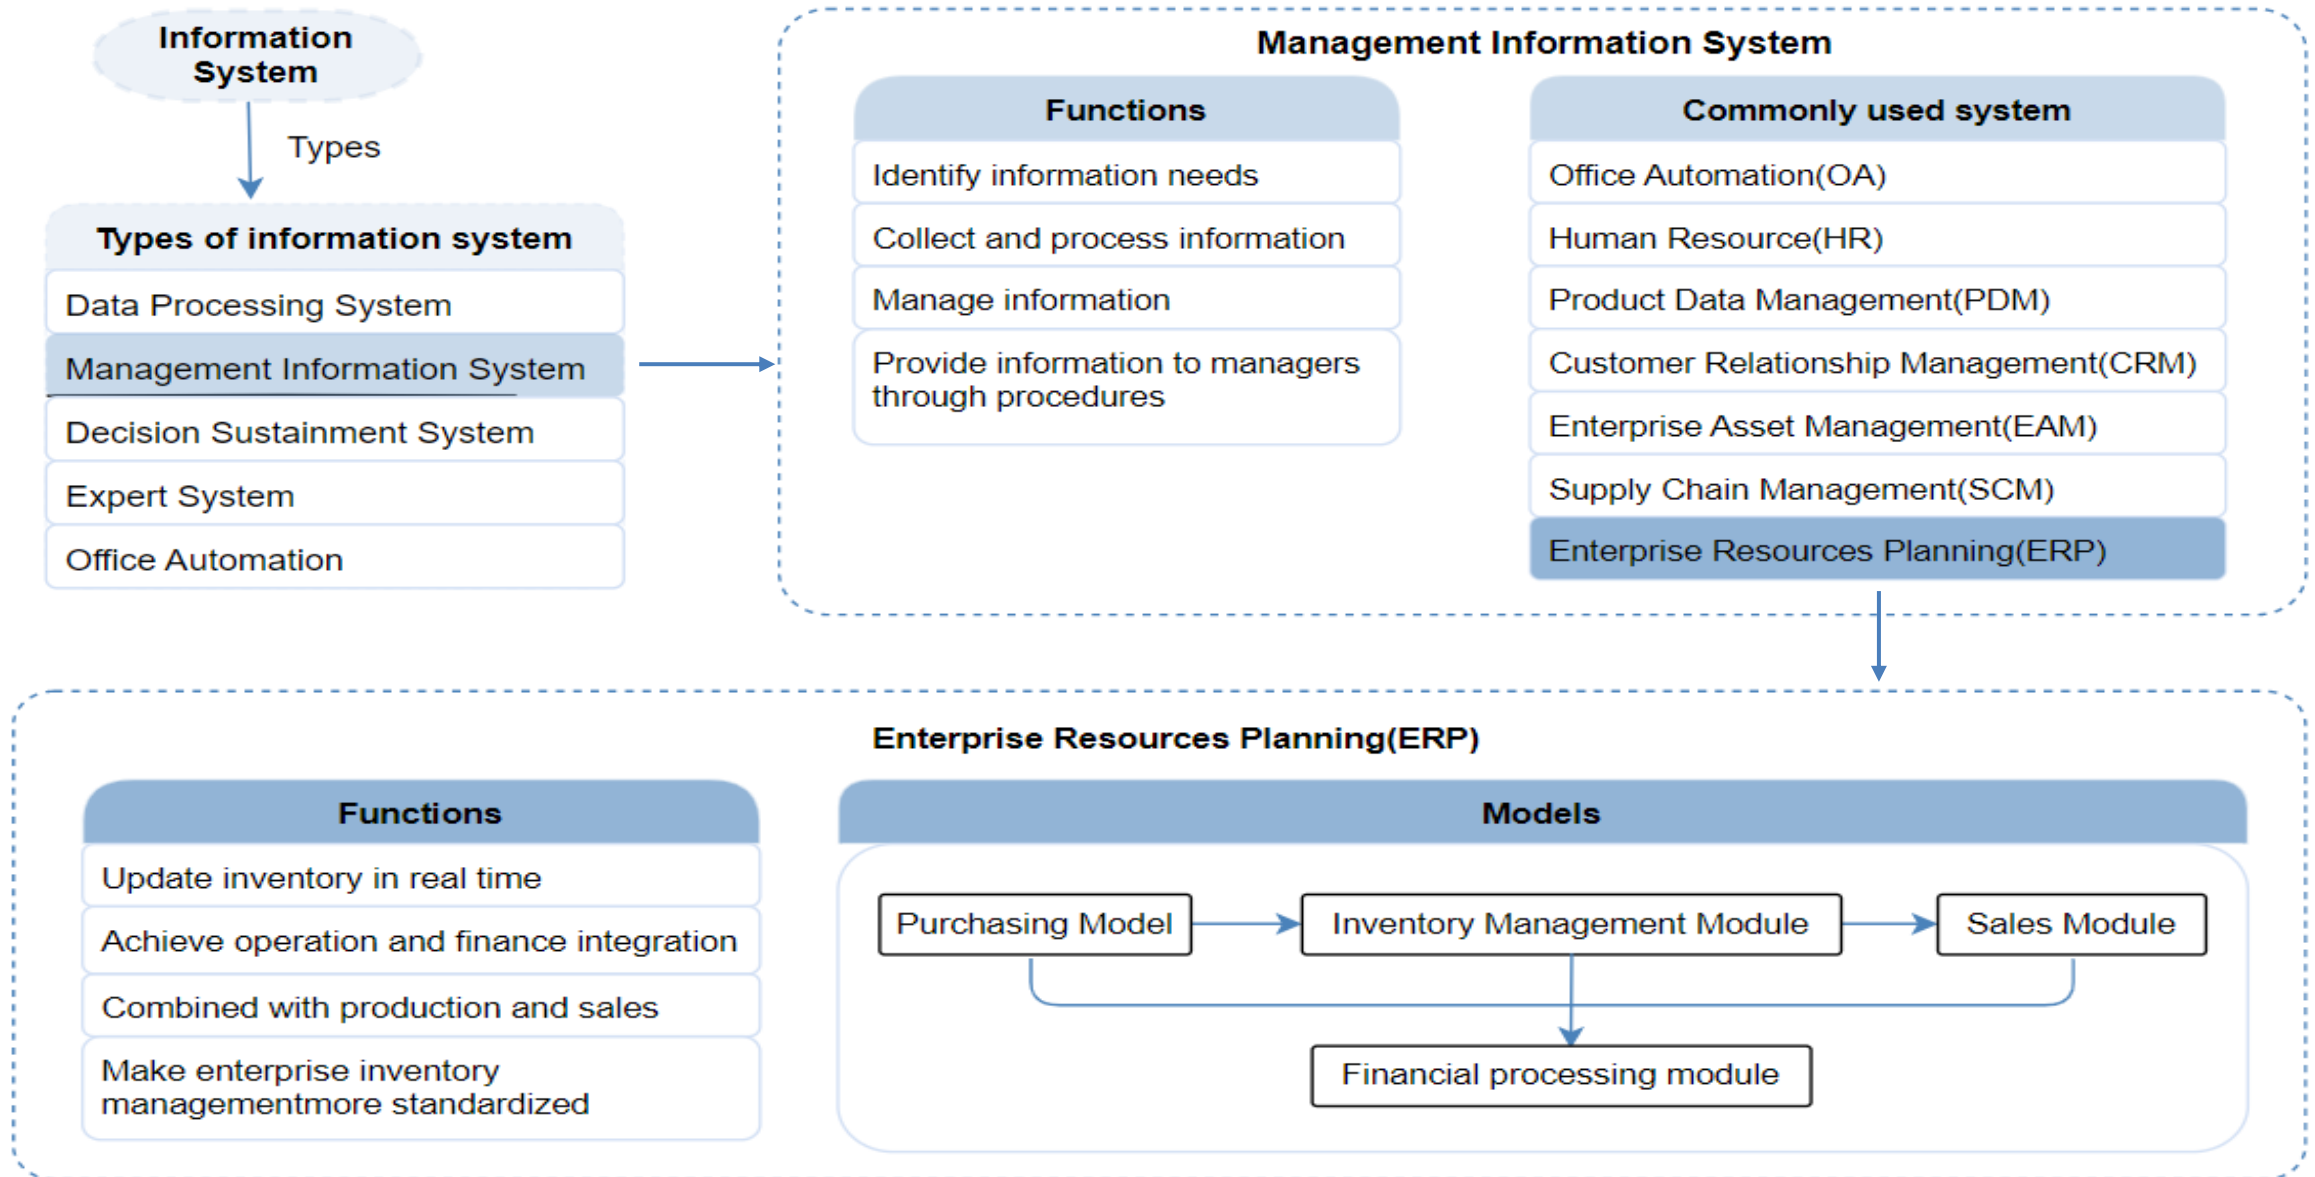 Information
System
Types
Types of information system
Data Processing System
Management Information System
Decision Sustainment System
Expert System
Office Automation
Management Information System
Functions
Identify information needs
Collect and process information
Manage information
Provide information to managers
through procedures
Commonly used system
Office Automation(OA)
Human Resource(HR)
Product Data Management(PDM)
Customer Relationship Management(CRM)
Enterprise Asset Management(EAM)
Supply Chain Management(SCM)
Enterprise Resources Planning(ERP)
Enterprise Resources Planning(ERP)
Functions
Update inventory in real time
Achieve operation and finance integration
Combined with production and sales
Make enterprise inventory
managementmore standardized
Models
Purchasing Model
Inventory Management Module
Sales Module
Financial processing module